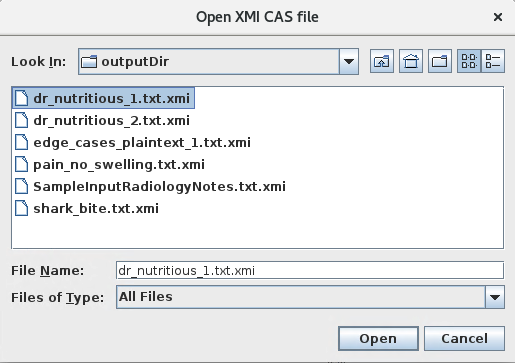 Open XMI CAS file
Look In: outputDir
dr_nutritious_1.txt.xmi
dr_nutritious_2.txt.xmi
edge_cases_plaintext_1.txt.xmi
pain_no_swelling.txt.xmi
SampleInputRadiologyNotes.txt.xmi
shark_bite.txt.xmi
File Name: dr_nutritious_1.txt.xmi
Files of Type: All Files
Open Cancel